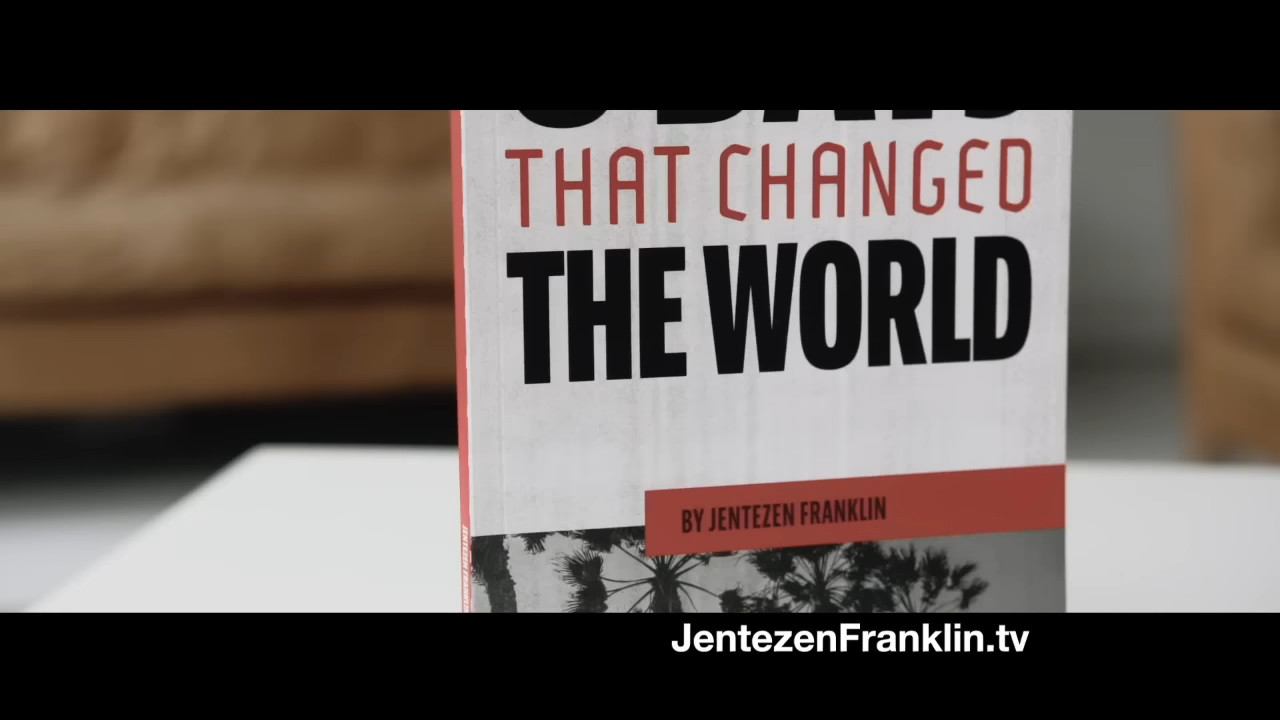 THAT CHANGED
THE WORLD
BY JENTEZEN FRANKLIN
JentezenFranklin.tv